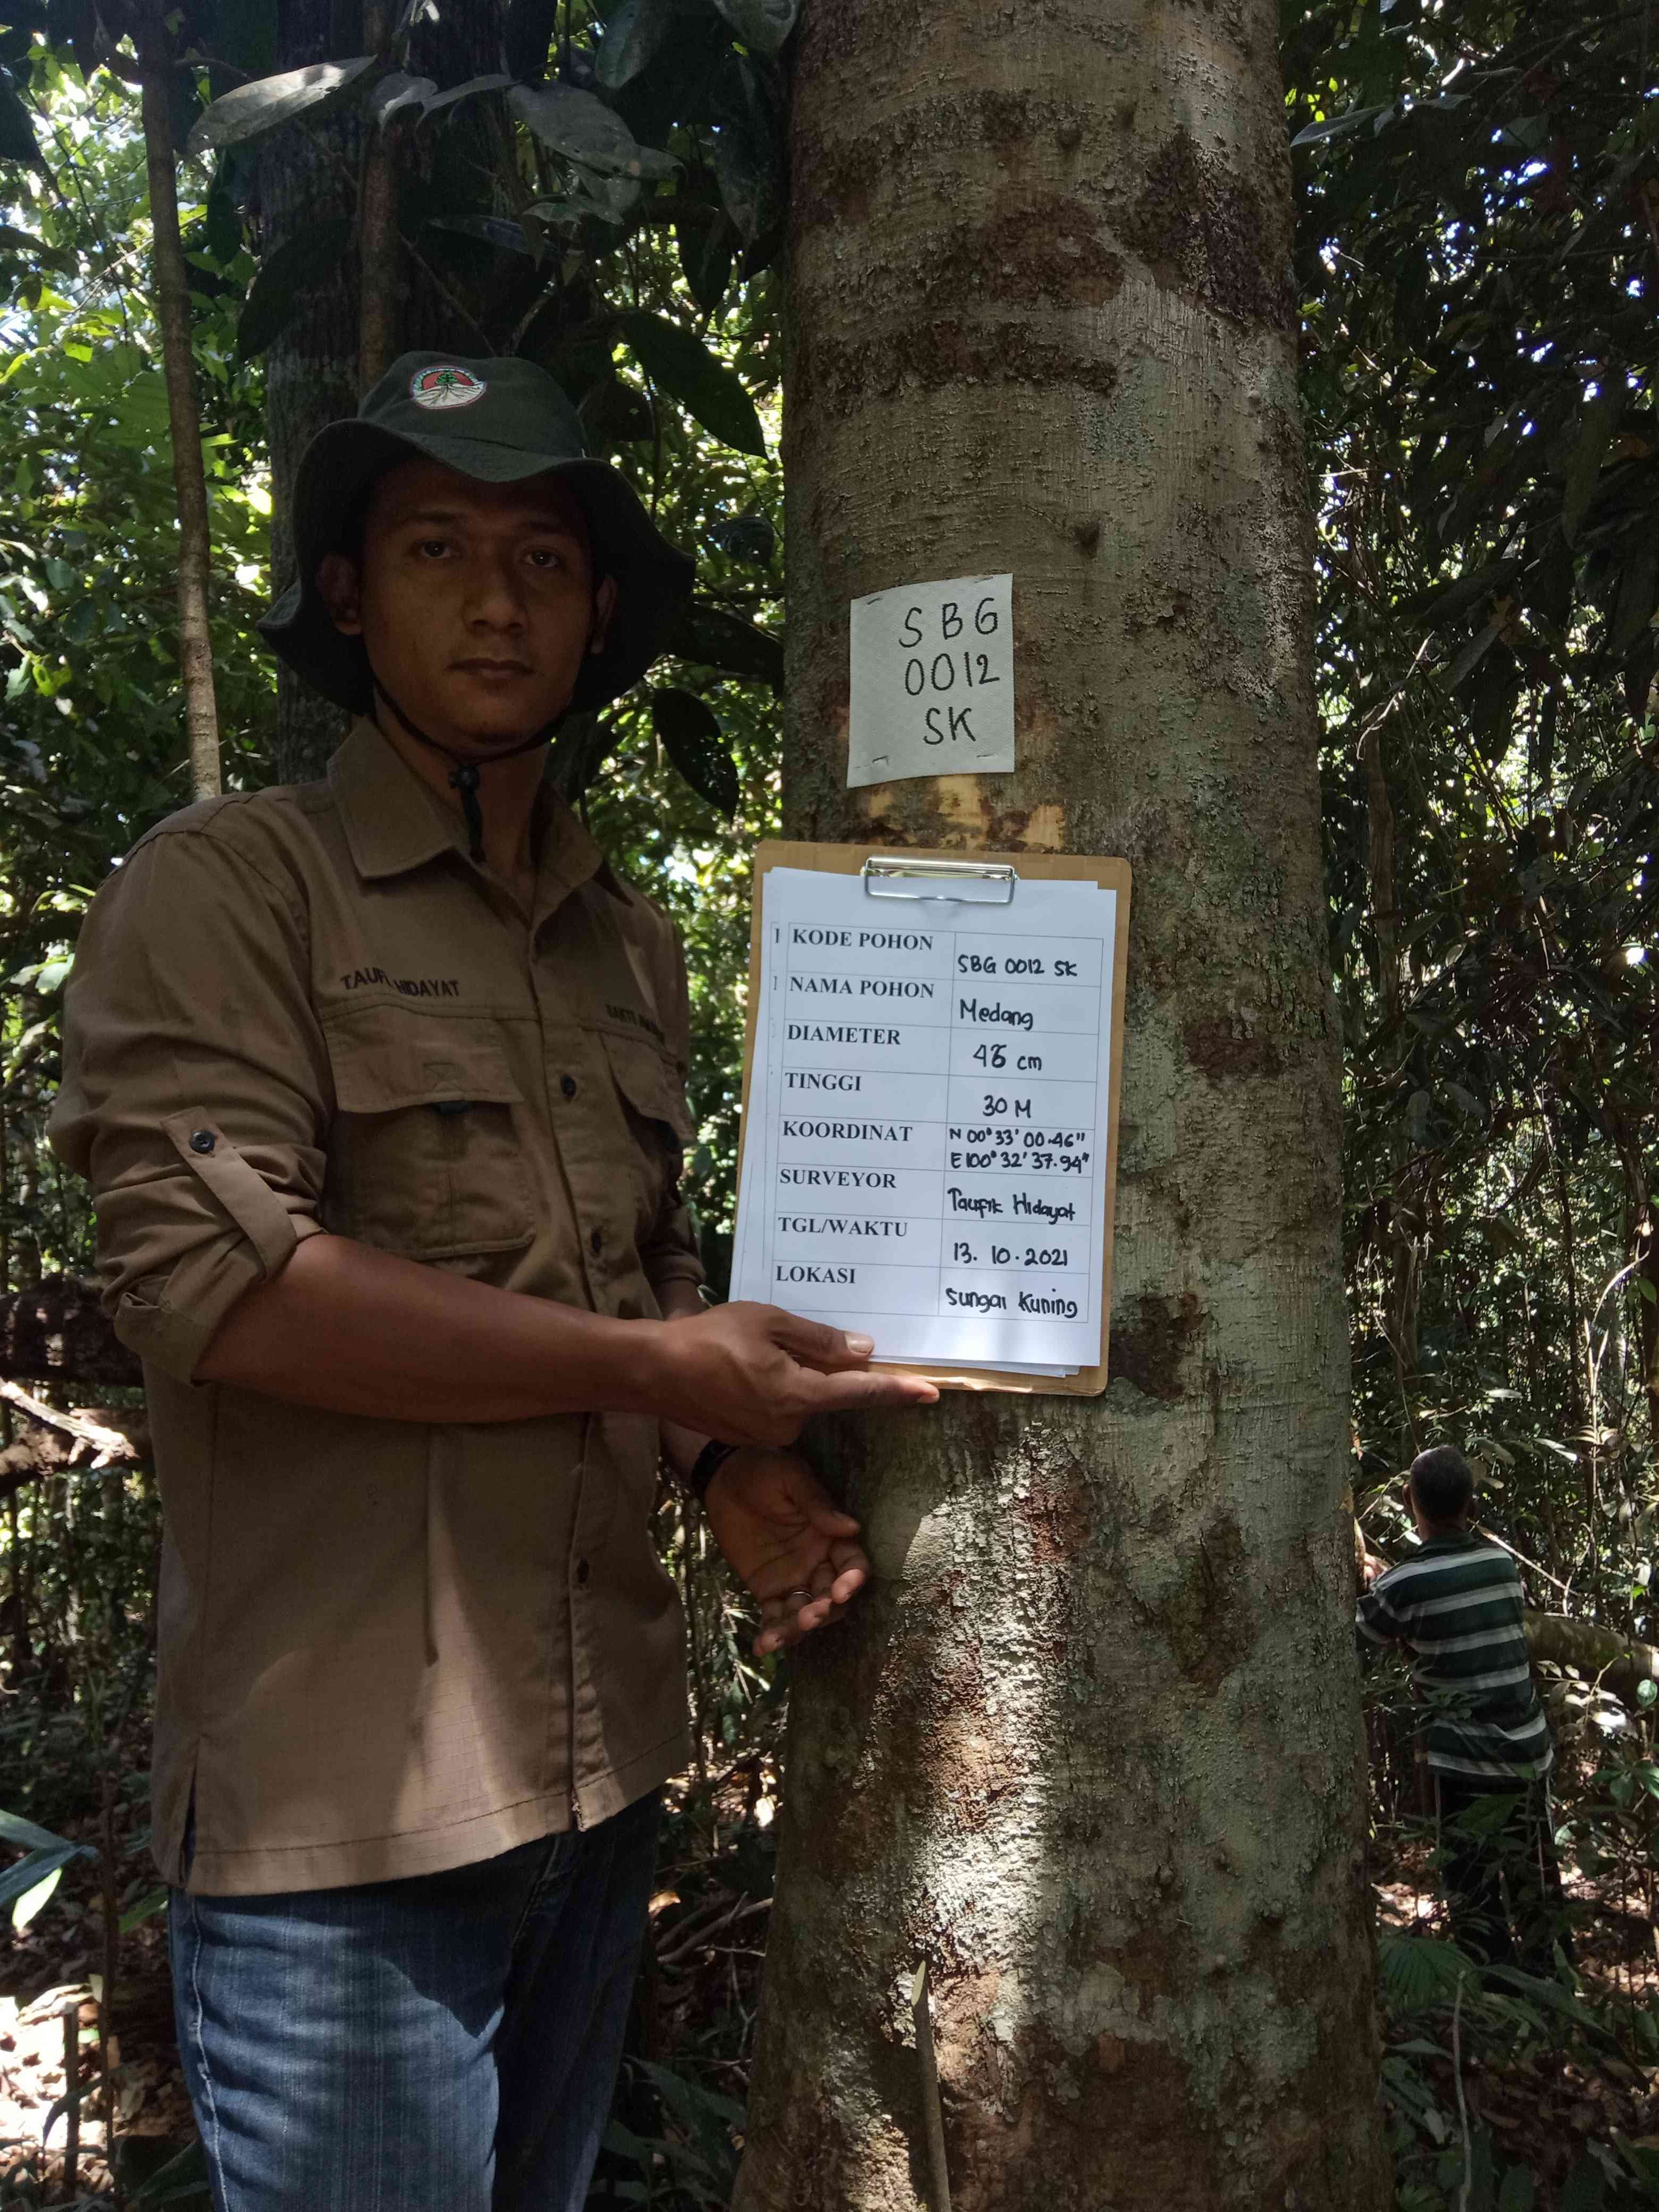 SBG
0012
SK
TAUFI HIDAYAT
KODE POHON SBG 0012 SK
NAMA POHON Medang
DIAMETER cm
TINGGI 30 M
KOORDINAT N 00° 33' 00.46"
E 100° 32' 37.94"
SURVEYOR Taufik Hidayat
TGL/WAKTU 13. 10. 2021
LOKASI Sungai Kuning